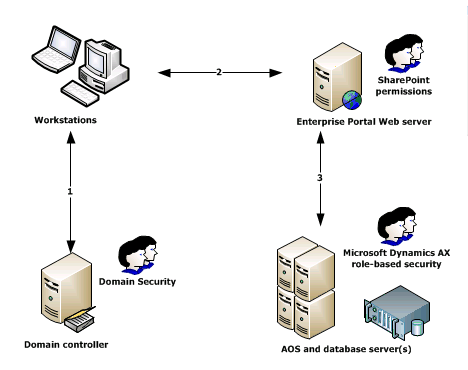 2
SharePoint
permissions
Workstations
Enterprise Portal Web server
1
3
Domain Security
Microsoft Dynamics AX
role-based security
Domain controller
AOS and database server(s)